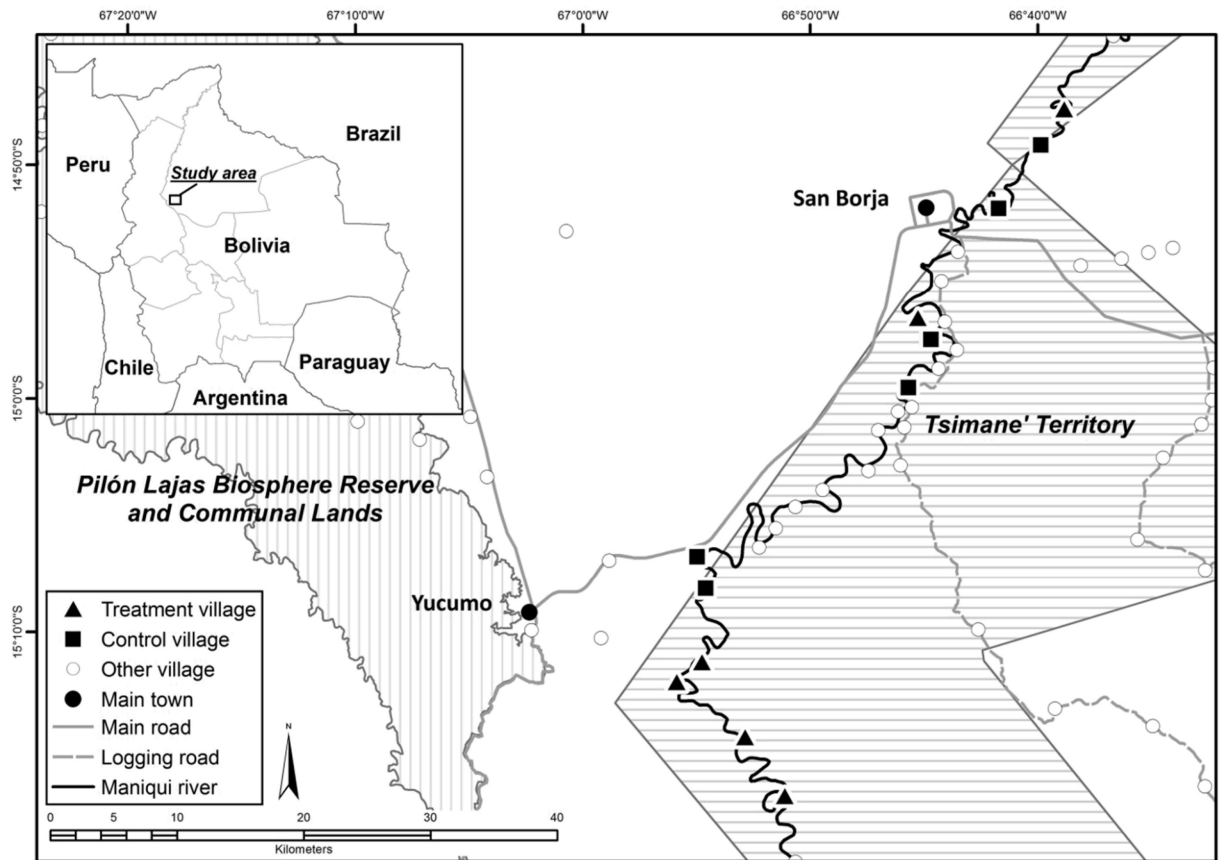 67°20'0"W 67°10'0"W 67°0'0"W 66°50'0"W 66°40'0"W
14°50'0"S
15°0'0"S
15°10'0"S
Brazil
Peru
Study area
Bolivia
Chile
Paraguay
Argentina
San Borja
Tsimane' Territory
Pilón Lajas Biosphere Reserve
and Communal Lands
Yucumo
Treatment village
Control village
Other village
Main town
Main road
Logging road
Maniqui river
N
0 5 10 20 30 40
Kilometers